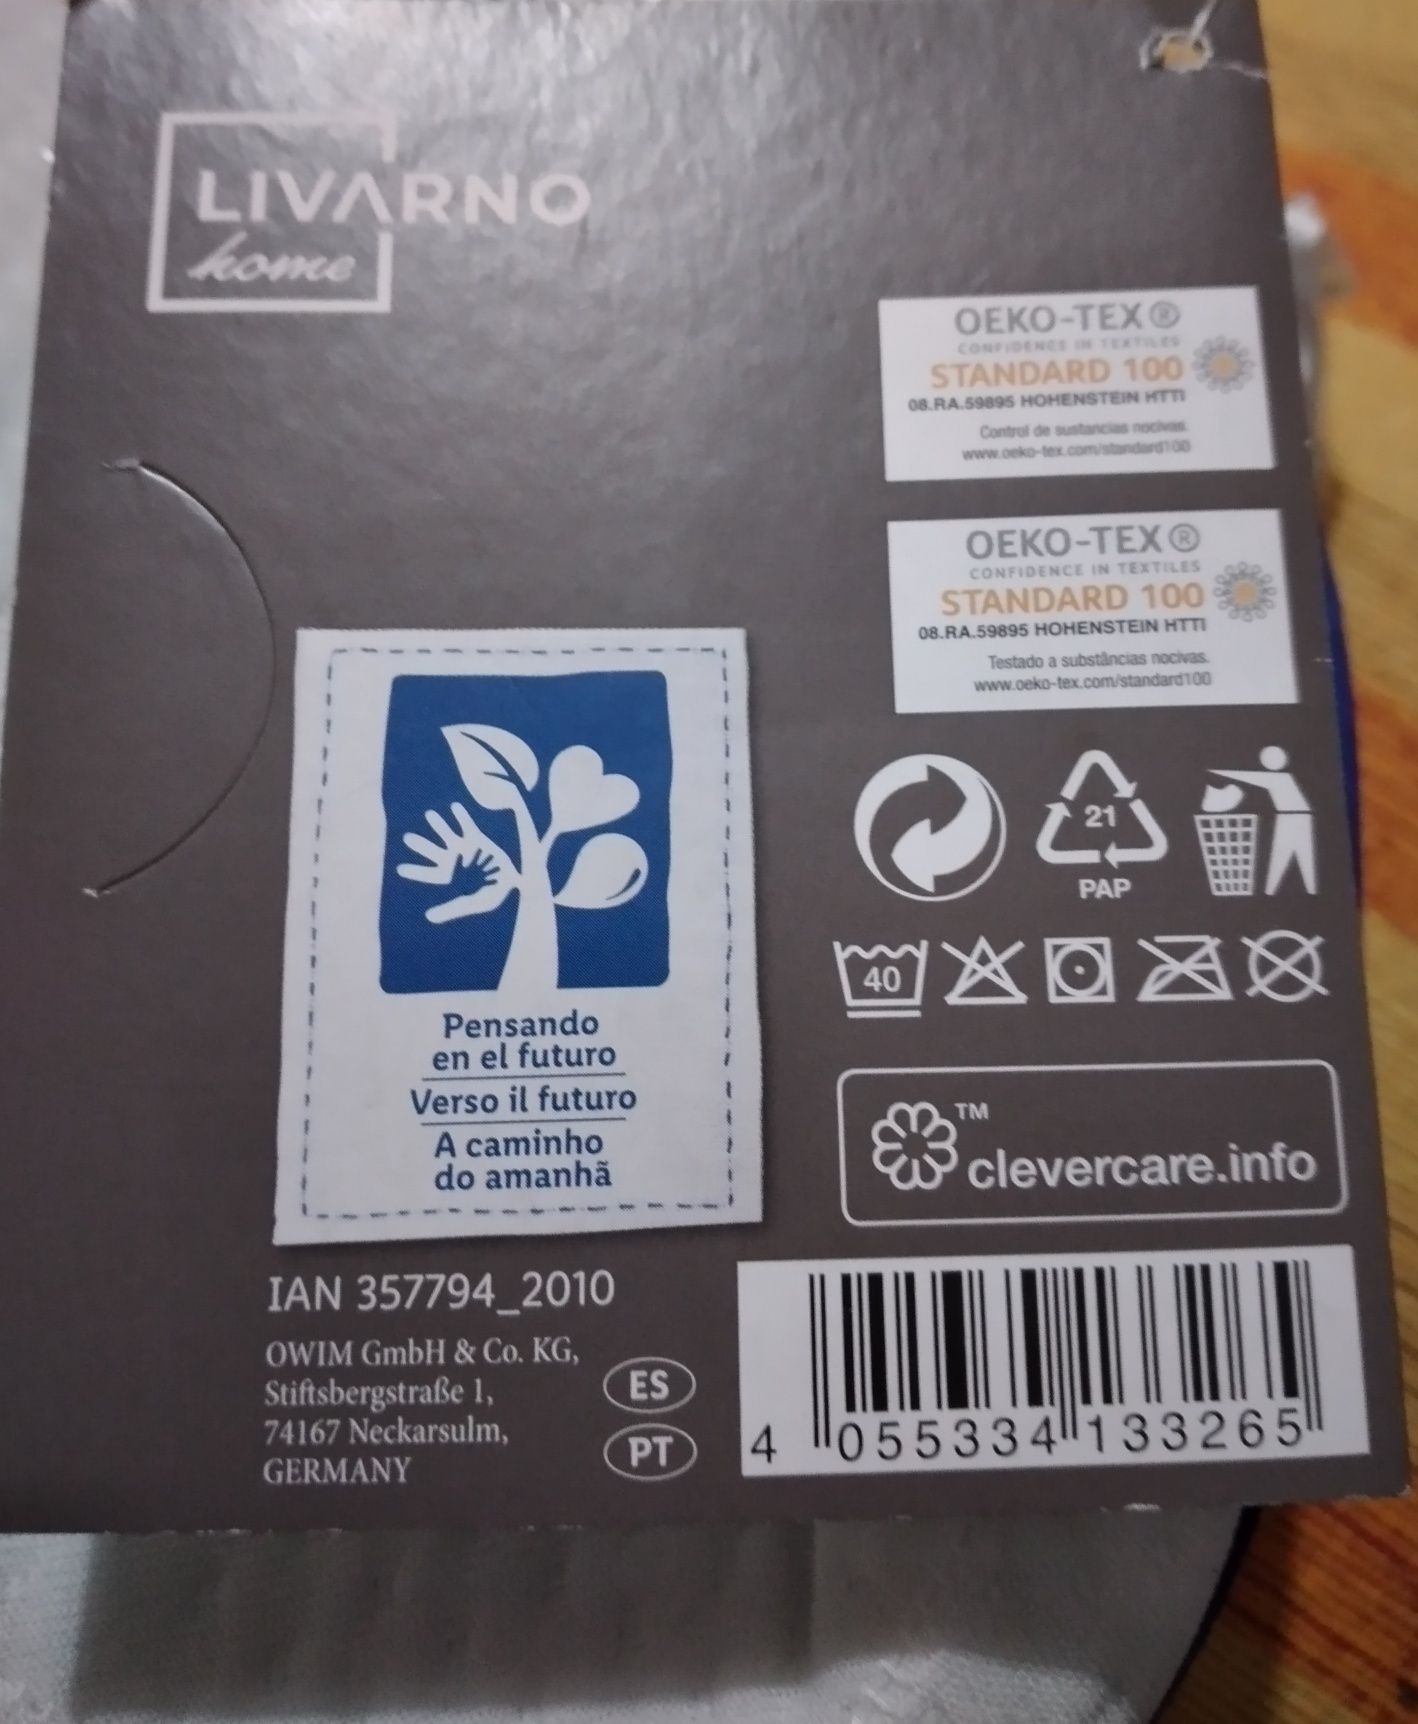 LIVARNO
home
OEKO-TEX®
CONFIDENCE IN TEXTILES
STANDARD 100
08.RA.59895 HOHENSTEIN HTTI
Control de sustancias nocivas.
www.oeko-tex.com/standard100
OEKO-TEX®
CONFIDENCE IN TEXTILES
STANDARD 100
08.RA.59895 HOHENSTEIN HTTI
Testado a substâncias nocivas.
www.oeko-tex.com/standard100
21
PAP
40
Pensando
en el futuro
Verso il futuro
A caminho
do amanhã
™
clevercare.info
IAN 357794_2010
OWIM GmbH & Co. KG,
Stiftsbergstraße 1,
74167 Neckarsulm,
GERMANY
ES
PT
4 055334 133265